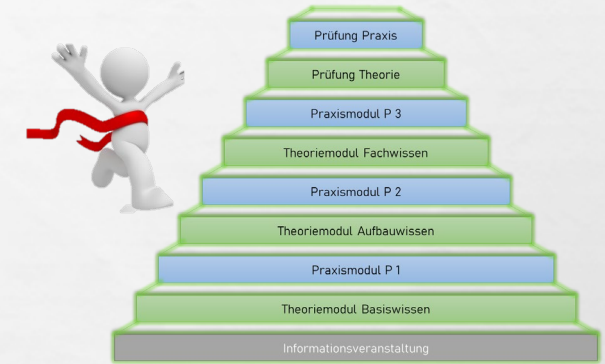 Prüfung Praxis
Prüfung Theorie
Praxismodul P 3
Theoriemodul Fachwissen
Praxismodul P 2
Theoriemodul Aufbauwissen
Praxismodul P 1
Theoriemodul Basiswissen
Informationsveranstaltung